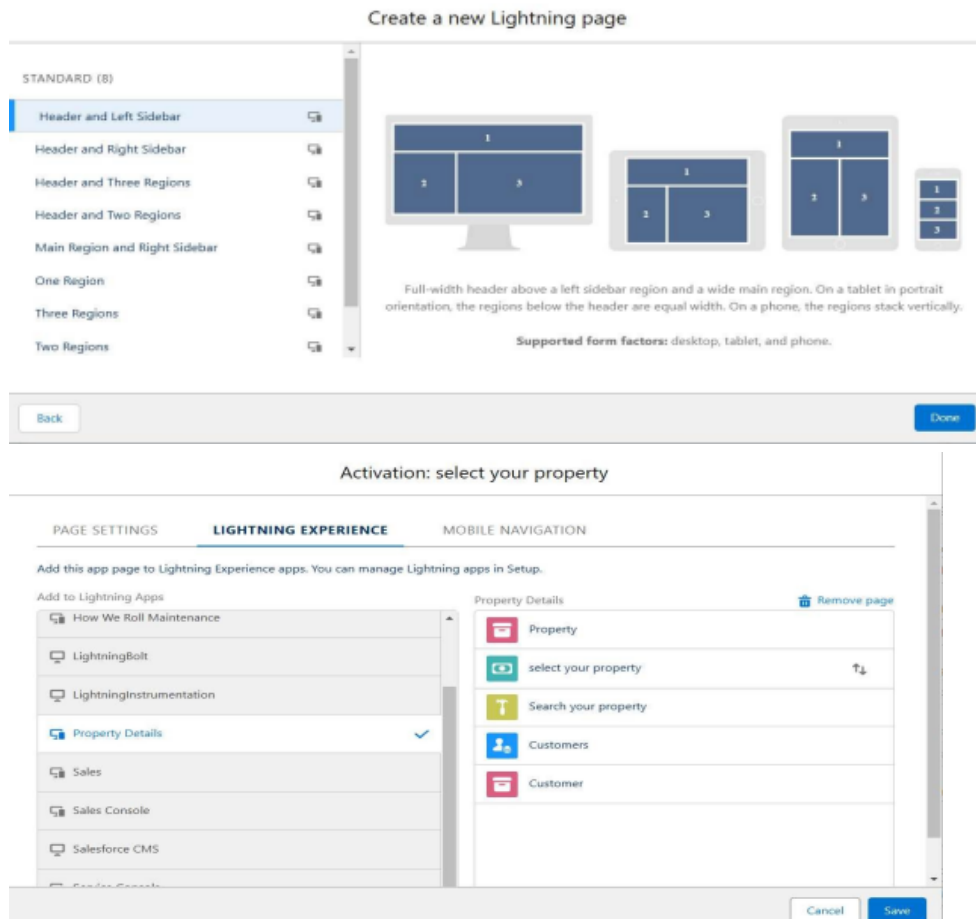 Create a new Lightning page
STANDARD (8)
Header and Left Sidebar
Header and Right Sidebar
Header and Three Regions
Header and Two Regions
Main Region and Right Sidebar
One Region
Three Regions
Two Regions
1
2 3
1
2 3
1
2 3
1
2
3
Full-width header above a left sidebar region and a wide main region. On a tablet in portrait
orientation, the regions below the header are equal width. On a phone, the regions stack vertically.
Supported form factors: desktop, tablet, and phone.
Back
Done
Activation: select your property
PAGE SETTINGS
LIGHTNING EXPERIENCE
MOBILE NAVIGATION
Add this app page to Lightning Experience apps. You can manage Lightning apps in Setup.
Add to Lightning Apps
How We Roll Maintenance
LightningBolt
LightningInstrumentation
Property Details
Sales
Sales Console
Salesforce CMS
Service Console
Property Details
Remove page
Property
select your property
Search your property
Customers
Customer
Cancel
Save